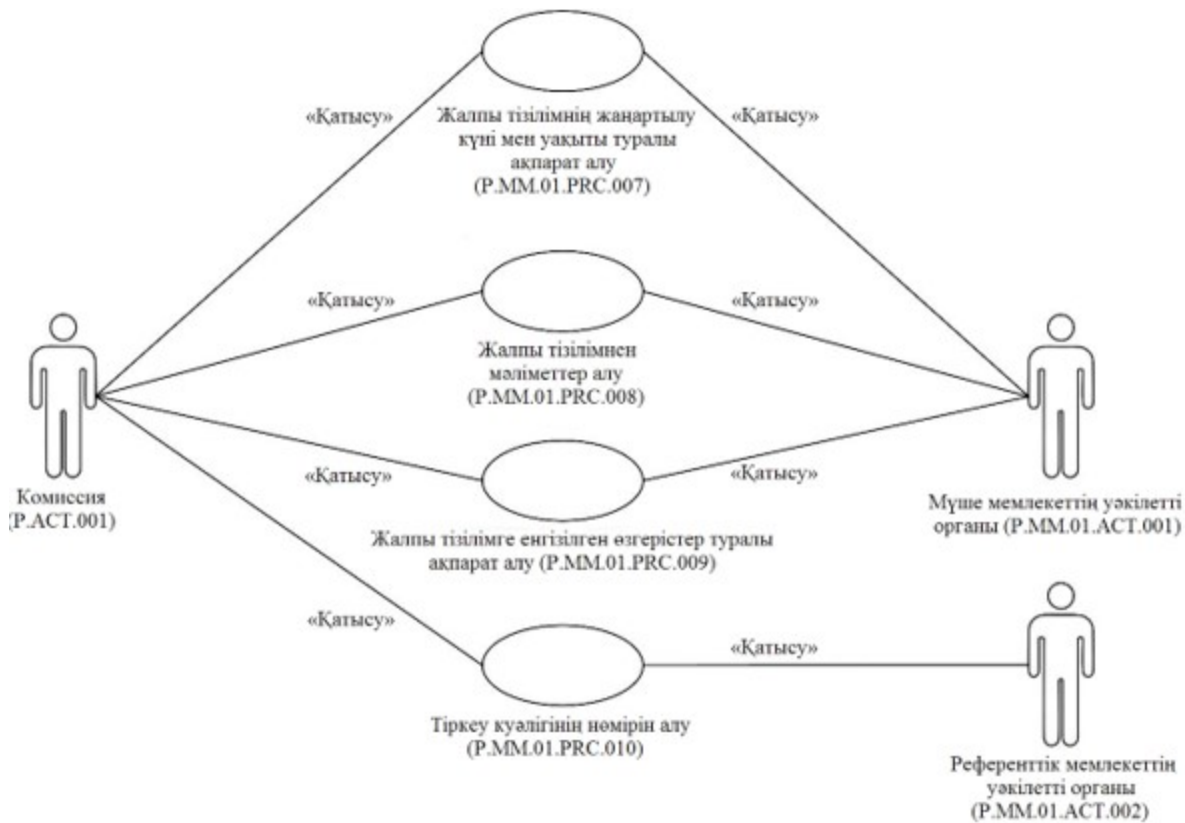 «Қатысу»
«Қатысу»
Жалпы тізілімнің жаңартылу
күні мен уақыты туралы
ақпарат алу
(P.MM.01.PRC.007)
«Қатысу»
«Қатысу»
Жалпы тізілімнен
мәліметтер алу
(P.MM.01.PRC.008)
«Қатысу»
«Қатысу»
Комиссия
(P.ACT.001)
Мүше мемлекеттің уәкілетті
органы (P.MM.01.ACT.001)
Жалпы тізілімге енгізілген өзгерістер туралы
ақпарат алу (P.MM.01.PRC.009)
«Қатысу»
«Қатысу»
Тіркеу куәлігінің нөмірін алу
(P.MM.01.PRC.010)
Референттік мемлекеттің
уәкілетті органы
(P.MM.01.ACT.002)